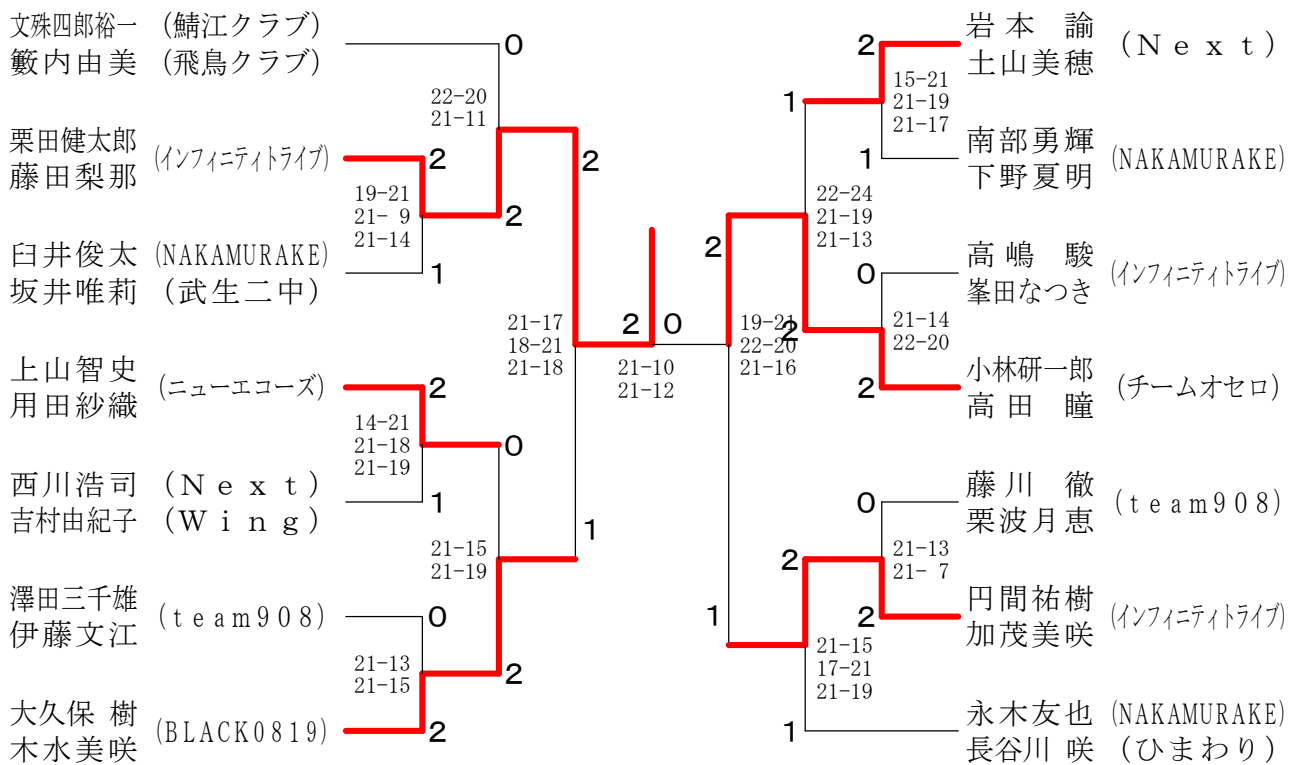 文殊四郎裕一 (鯖江クラブ)
籔内由美 (飛鳥クラブ)
0
22-20
21-11
栗田健太郎
藤田梨那
(インフィニティトライブ)
2
19-21
21- 9
21-14
2
臼井俊太 (NAKAMURAKE)
坂井唯莉 (武生二中)
1
2
上山智史
用田紗織
(ニューエコーズ)
2
14-21
21-18
21-19
0
西川浩司 (Next)
吉村由紀子 (Wing)
1
21-15
21-19
1
澤田三千雄
伊藤文江
(team908)
0
21-13
21-15
2
大久保 樹
木水美咲
(BLACK0819)
2
21-17
18-21
21-18
2 0
21-10
21-12
岩本 諭
土山美穂
(Next)
2
15-21
21-19
21-17
1
南部勇輝
下野夏明
(NAKAMURAKE)
1
22-24
21-19
21-13
2
高嶋 駿
峯田なつき
(インフィニティトライブ)
0
21-14
22-20
2
小林研一郎
高田 瞳
(チームオセロ)
2
19-21
22-20
21-16
藤川 徹
栗波月恵
(team908)
0
21-13
21- 7
2
円間祐樹
加茂美咲
(インフィニティトライブ)
2
1
21-15
17-21
21-19
永木友也 (NAKAMURAKE)
長谷川 咲 (ひまわり)
1